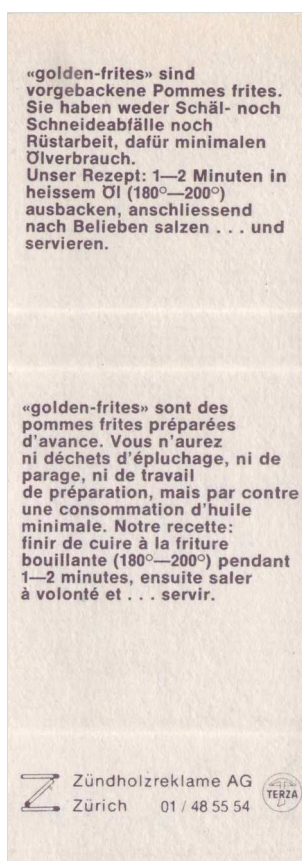 «golden-frites» sind
vorgebackene Pommes frites.
Sie haben weder Schäl- noch
Schneideabfälle noch
Rüstarbeit, dafür minimalen
Ölverbrauch.
Unser Rezept: 1—2 Minuten in
heissem Öl (180°—200°)
ausbacken, anschliessend
nach Belieben salzen . . . und
servieren.
«golden-frites» sont des
pommes frites préparées
d'avance. Vous n'aurez
ni déchets d'épluchage, ni de
parage, ni de travail
de préparation, mais par contre
une consommation d'huile
minimale. Notre recette:
finir de cuire à la friture
bouillante (180°—200°) pendant
1—2 minutes, ensuite saler
à volonté et . . . servir.
Zündholzreklame AG
Zürich 01 / 48 55 54
TERZA